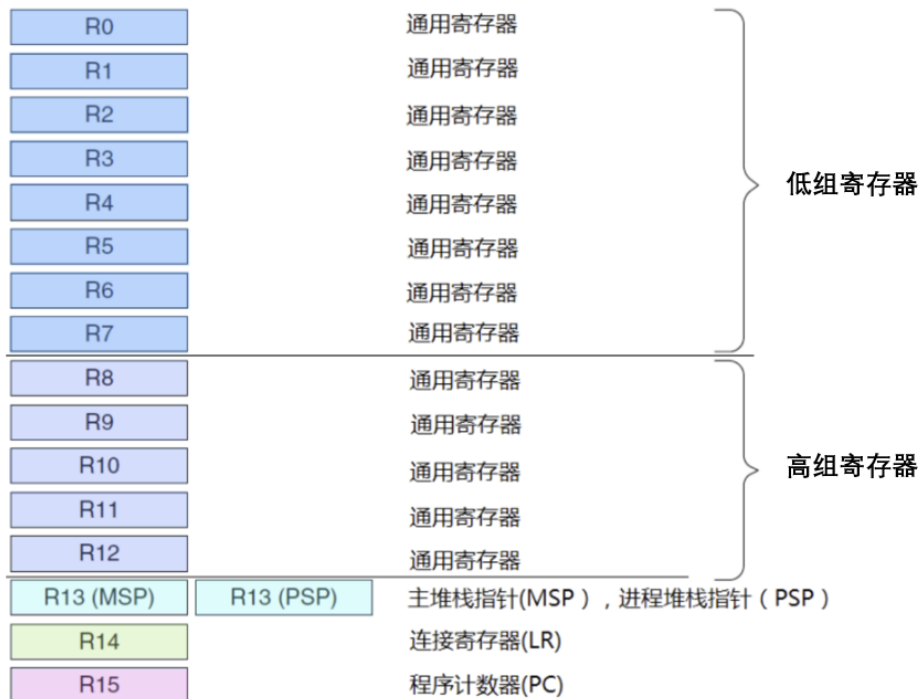 R0 通用寄存器
R1 通用寄存器
R2 通用寄存器
R3 通用寄存器
低组寄存器
R4 通用寄存器
R5 通用寄存器
R6 通用寄存器
R7 通用寄存器
R8 通用寄存器
R9 通用寄存器
R10 通用寄存器
高组寄存器
R11 通用寄存器
R12 通用寄存器
R13 (MSP) R13 (PSP) 主堆栈指针(MSP），进程堆栈指针（PSP）
R14 连接寄存器(LR)
R15 程序计数器(PC)